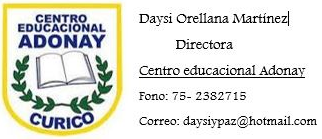 CENTRO
EDUCACIONAL
ADONAY
CURICO
Daysi Orellana Martínez
Directora
Centro educacional Adonay
Fono: 75- 2382715
Correo: daysiypaz@hotmail.com